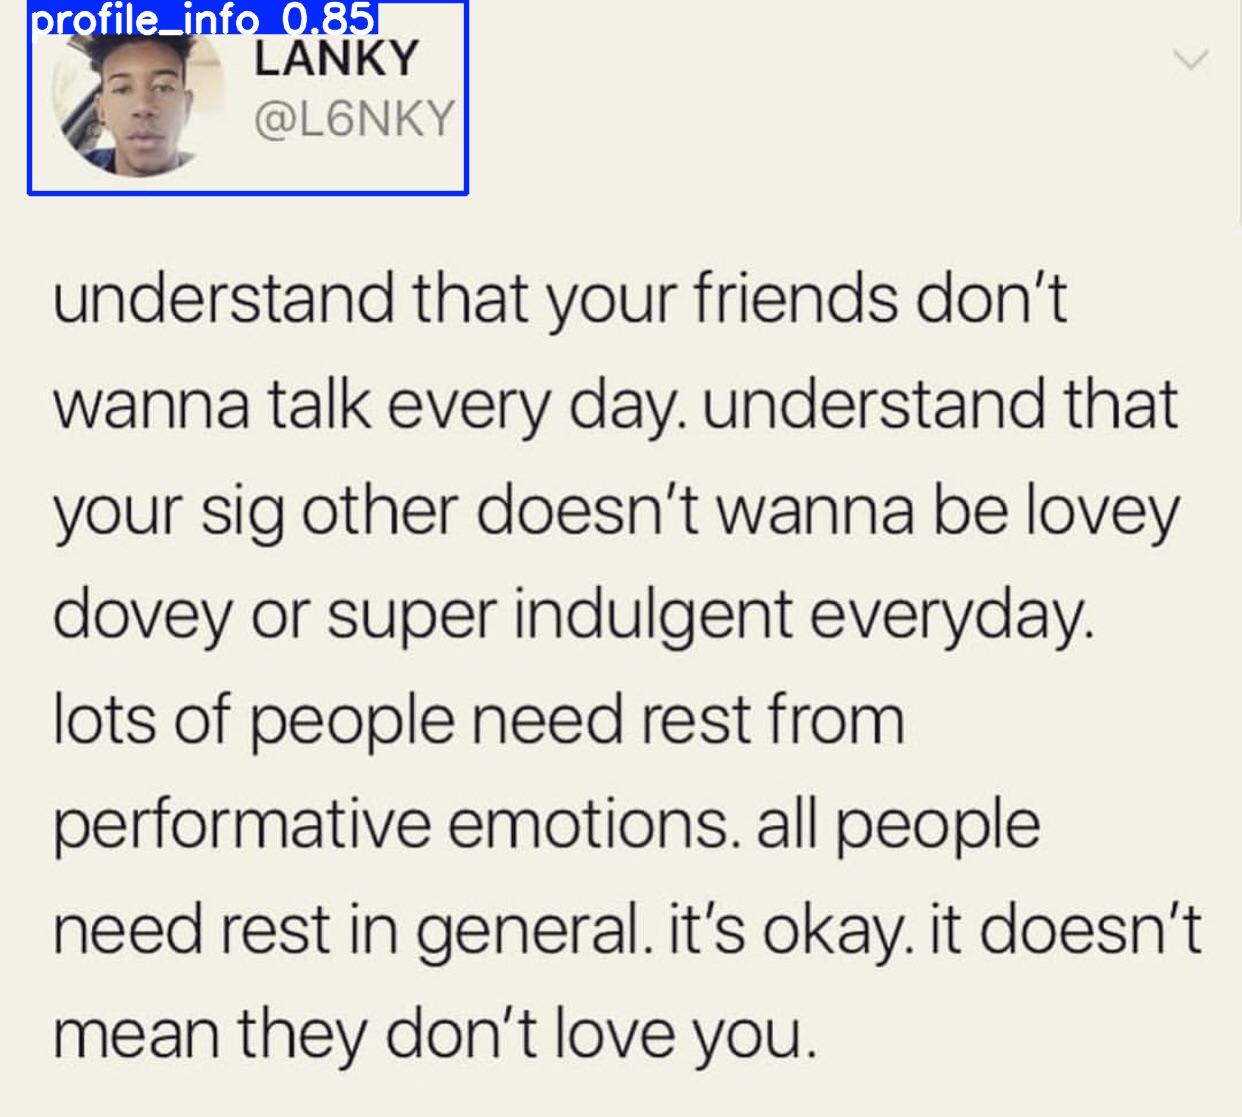 profile_info 0.85
LANKY
@L6NKY
understand that your friends don’t
wanna talk every day. understand that
your sig other doesn’t wanna be lovey
dovey or super indulgent everyday.
lots of people need rest from
performative emotions. all people
need rest in general. it’s okay. it doesn’t
mean they don’t love you.